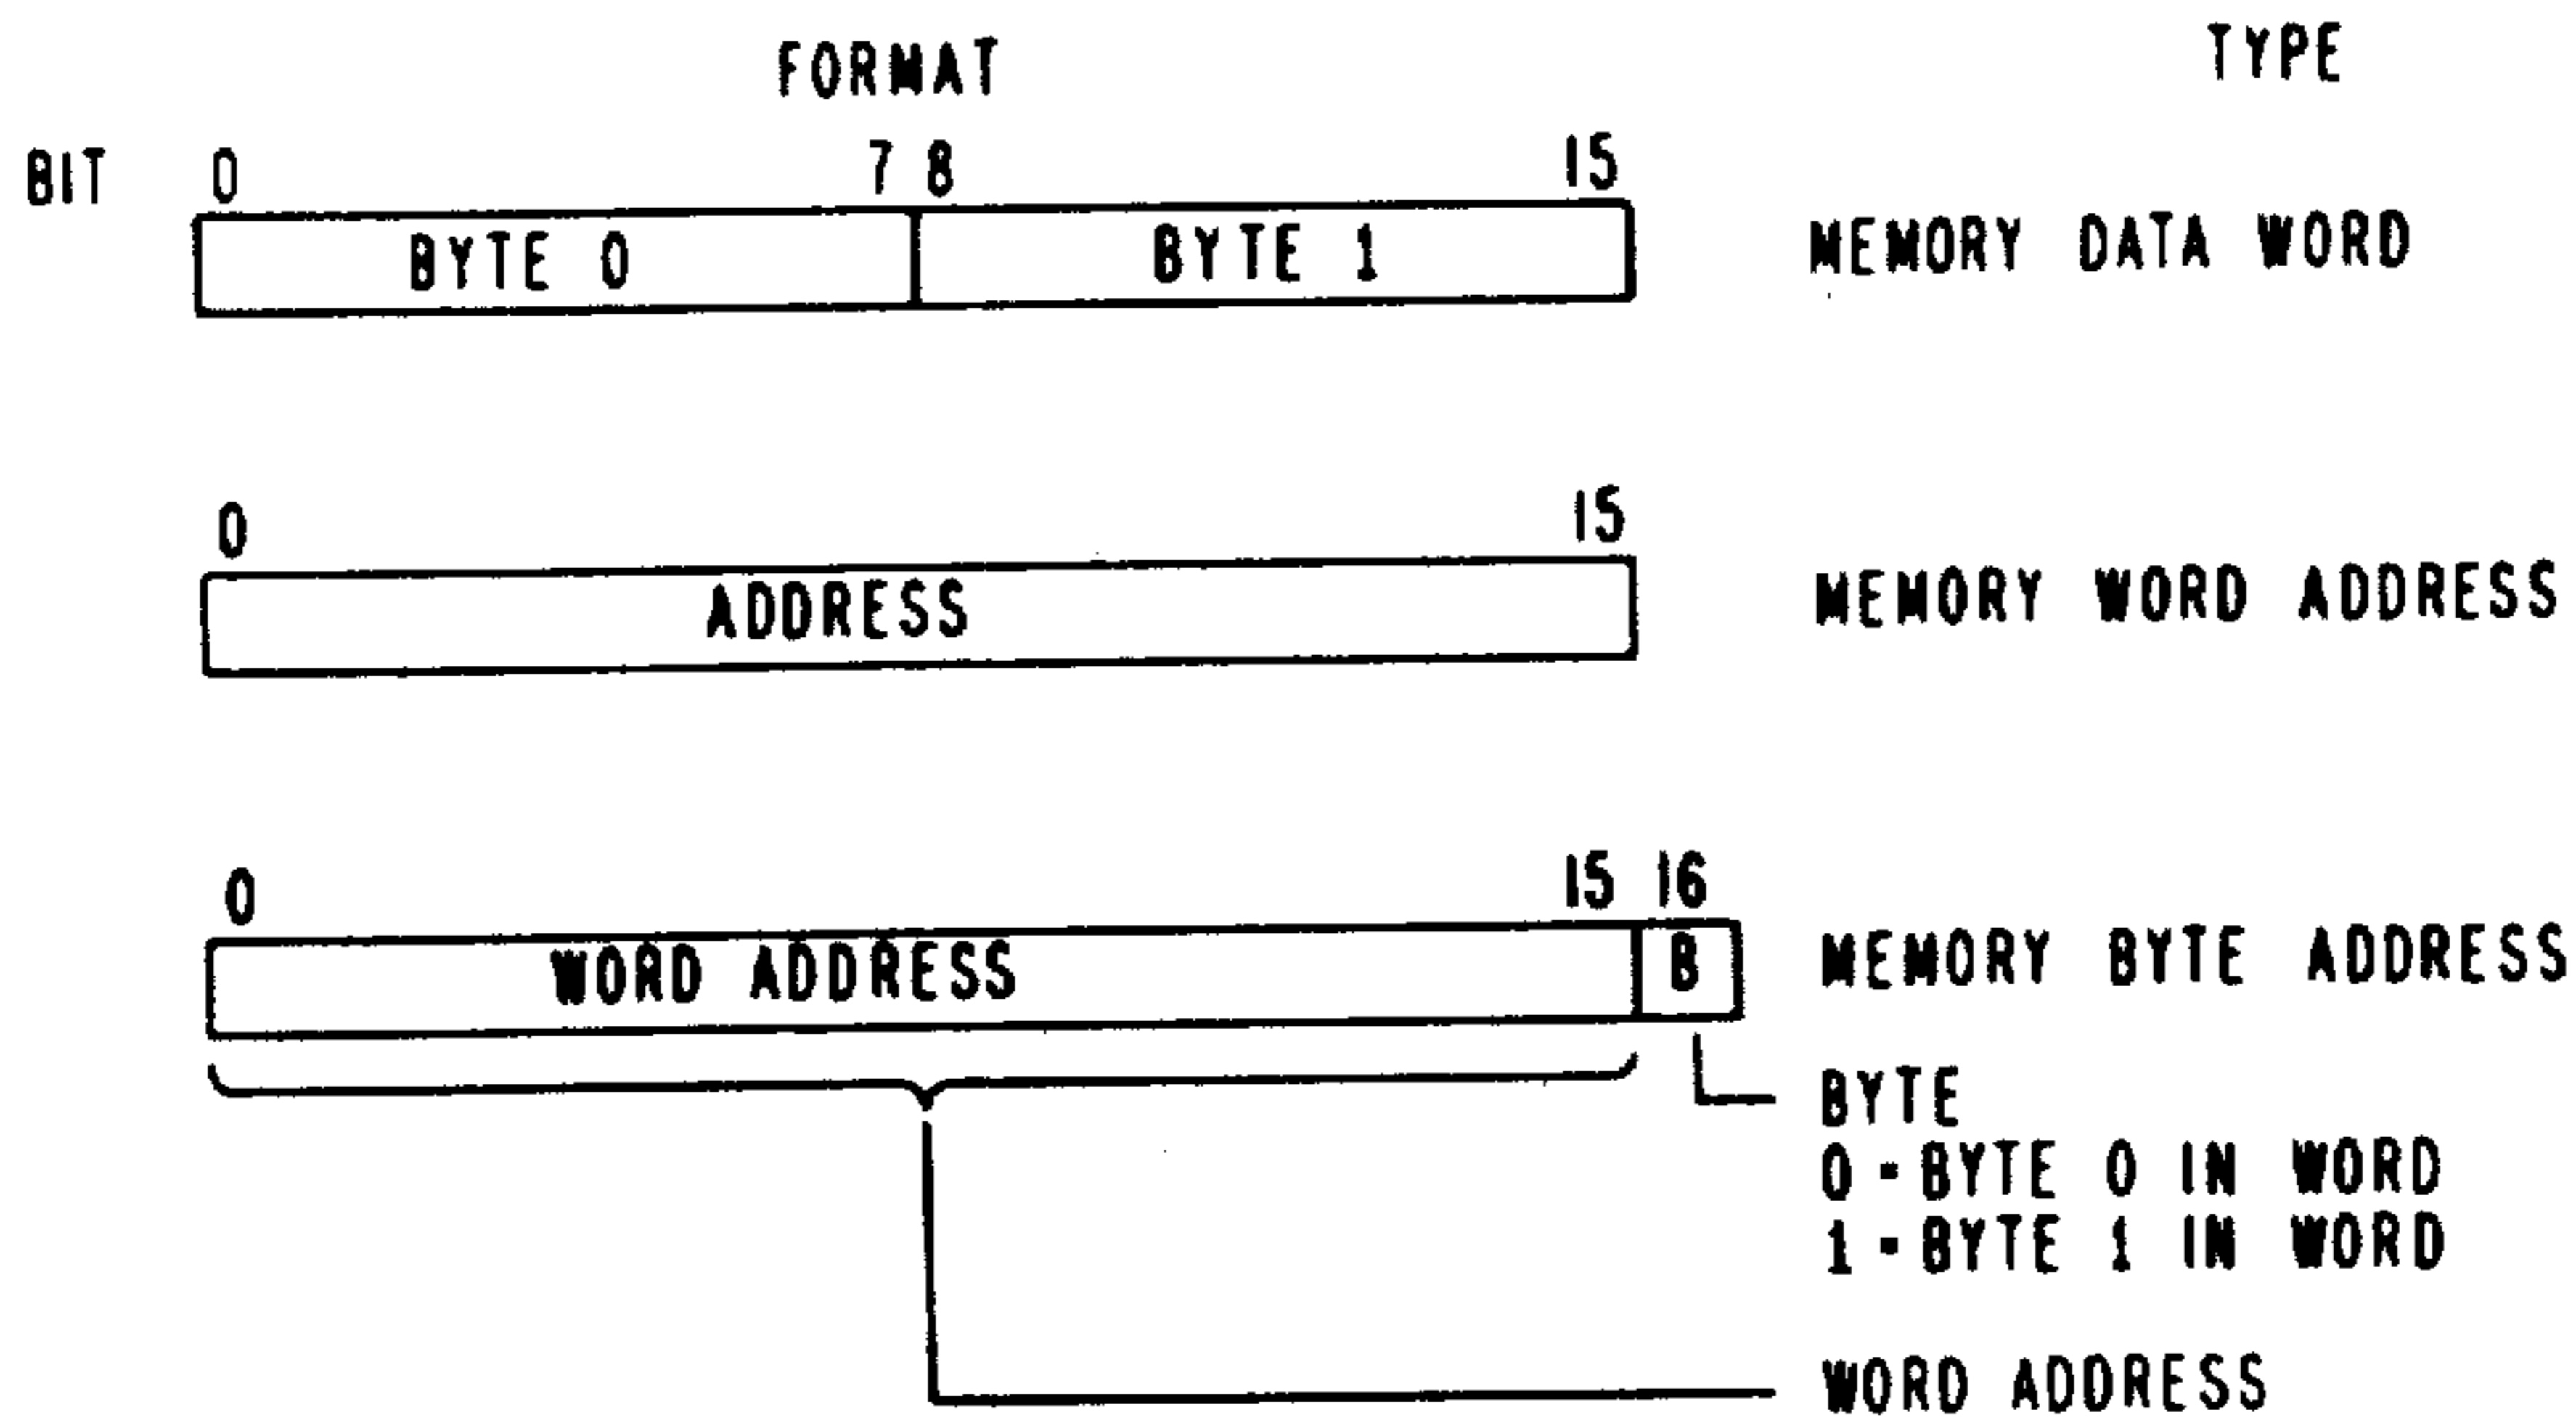 FORMAT TYPE
BIT 0 7 8 15
BYTE 0 BYTE 1 MEMORY DATA WORD
0 15
ADDRESS MEMORY WORD ADDRESS
0 15 16
WORD ADDRESS B MEMORY BYTE ADDRESS
BYTE
0 - BYTE 0 IN WORD
1 - BYTE 1 IN WORD
WORD ADDRESS